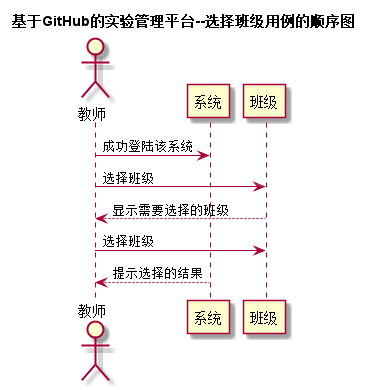 基于GitHub的实验管理平台--选择班级用例的顺序图
教师
系统
班级
成功登陆该系统
选择班级
显示需要选择的班级
选择班级
提示选择的结果
教师
系统
班级